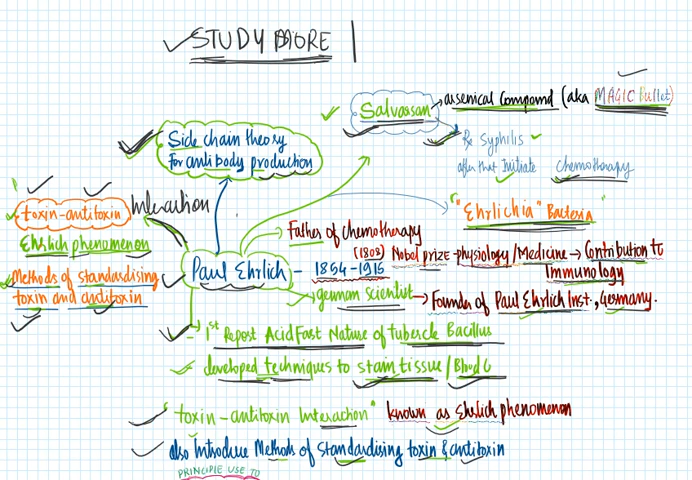 STUDY MORE
Salvassan → arsenical compound (aka MAGIC Bullet)
Rx Syphilis
after that Initiate chemotherapy
Side chain theory
for antibody production
toxin-antitoxin Interaction
Ehrlich phenomenon
Methods of standardising
toxin and antitoxin
"Ehrlichia" Bacteria
Father of chemotherapy
(1808) Nobel prize-physiology/Medicine → Contribution to
Immunology
Paul Ehrlich - 1854-1915
german scientist → Founder of Paul Ehrlich Inst., Germany.
- 1st Repost Acid Fast Nature of Tubercle Bacillus
developed techniques to stain tissue / Blood C
"toxin-antitoxin Interaction" known as Ehrlich phenomenon
also Introduce Methods of standardising toxin & antitoxin
PRINCIPLE USE TO